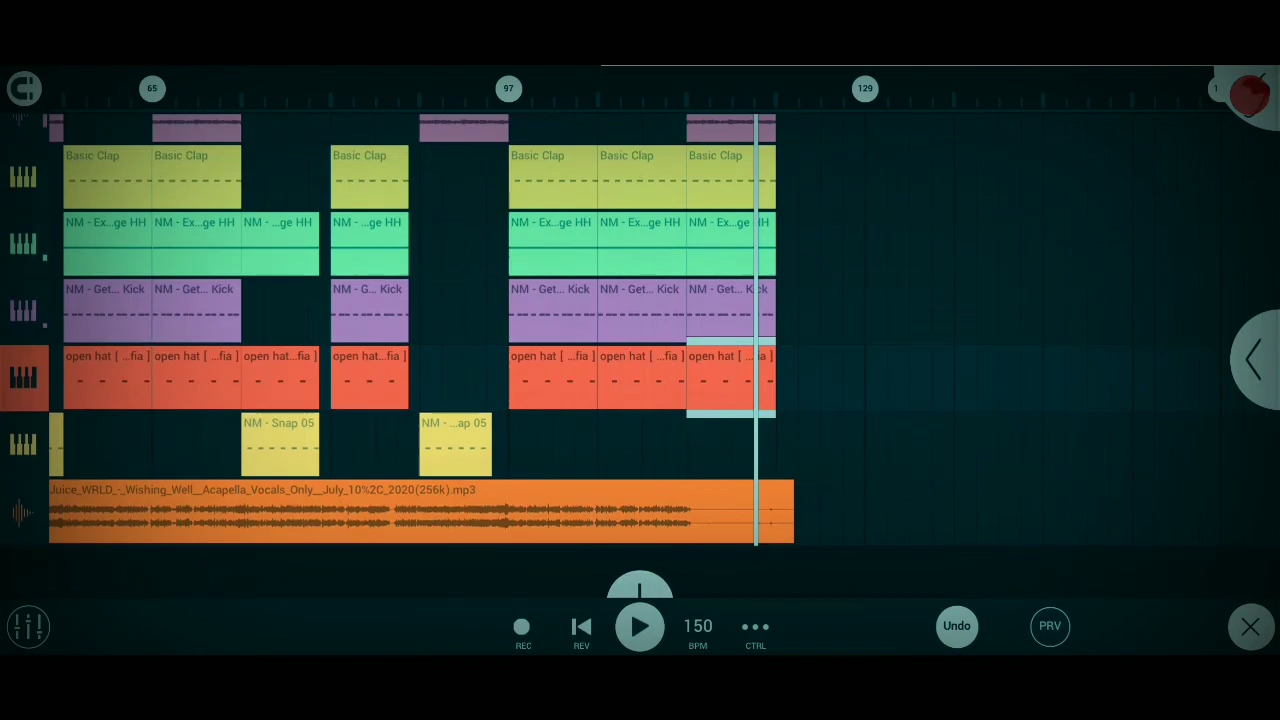 65 97 129 1
Basic Clap Basic Clap Basic Clap Basic Clap Basic Clap Basic Clap
NM - Ex...ge HH NM - Ex...ge HH NM - ...ge HH NM - ...ge HH NM - Ex...ge HH NM - Ex...ge HH NM - Ex...ge HH
NM - Get... Kick NM - Get... Kick NM - G... Kick NM - Get... Kick NM - Get... Kick NM - Get... Kick
open hat [ ...fia ] open hat [ ...fia ] open hat...fia ] open hat...fia ] open hat [ ...fia ] open hat [ ...fia ] open hat [ ...fia ]
NM - Snap 05 NM - ...ap 05
Juice_WRLD_-_Wishing_Well__Acapella_Vocals_Only__July_10%2C_2020(256k).mp3
150 Undo PRV
REC REV BPM CTRL